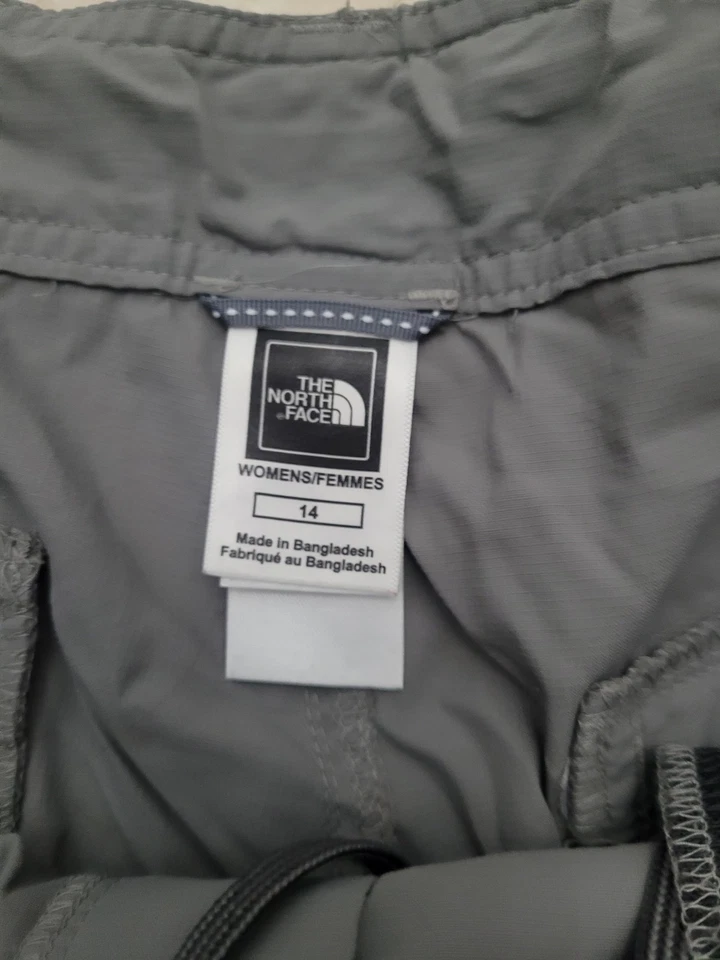 THE
NORTH
FACE
WOMENS/FEMMES
14
Made in Bangladesh
Fabriqué au Bangladesh